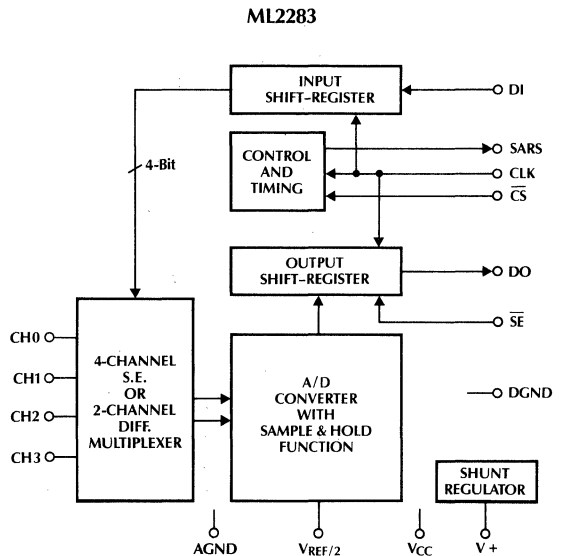 ML2283
INPUT
SHIFT-REGISTER
DI
4-Bit
CONTROL
AND
TIMING
SARS
CLK
C̅S̅
OUTPUT
SHIFT-REGISTER
DO
S̅E̅
CH0
CH1
CH2
CH3
4-CHANNEL
S.E.
OR
2-CHANNEL
DIFF.
MULTIPLEXER
A/D
CONVERTER
WITH
SAMPLE & HOLD
FUNCTION
DGND
SHUNT
REGULATOR
AGND
VREF/2
VCC
V+